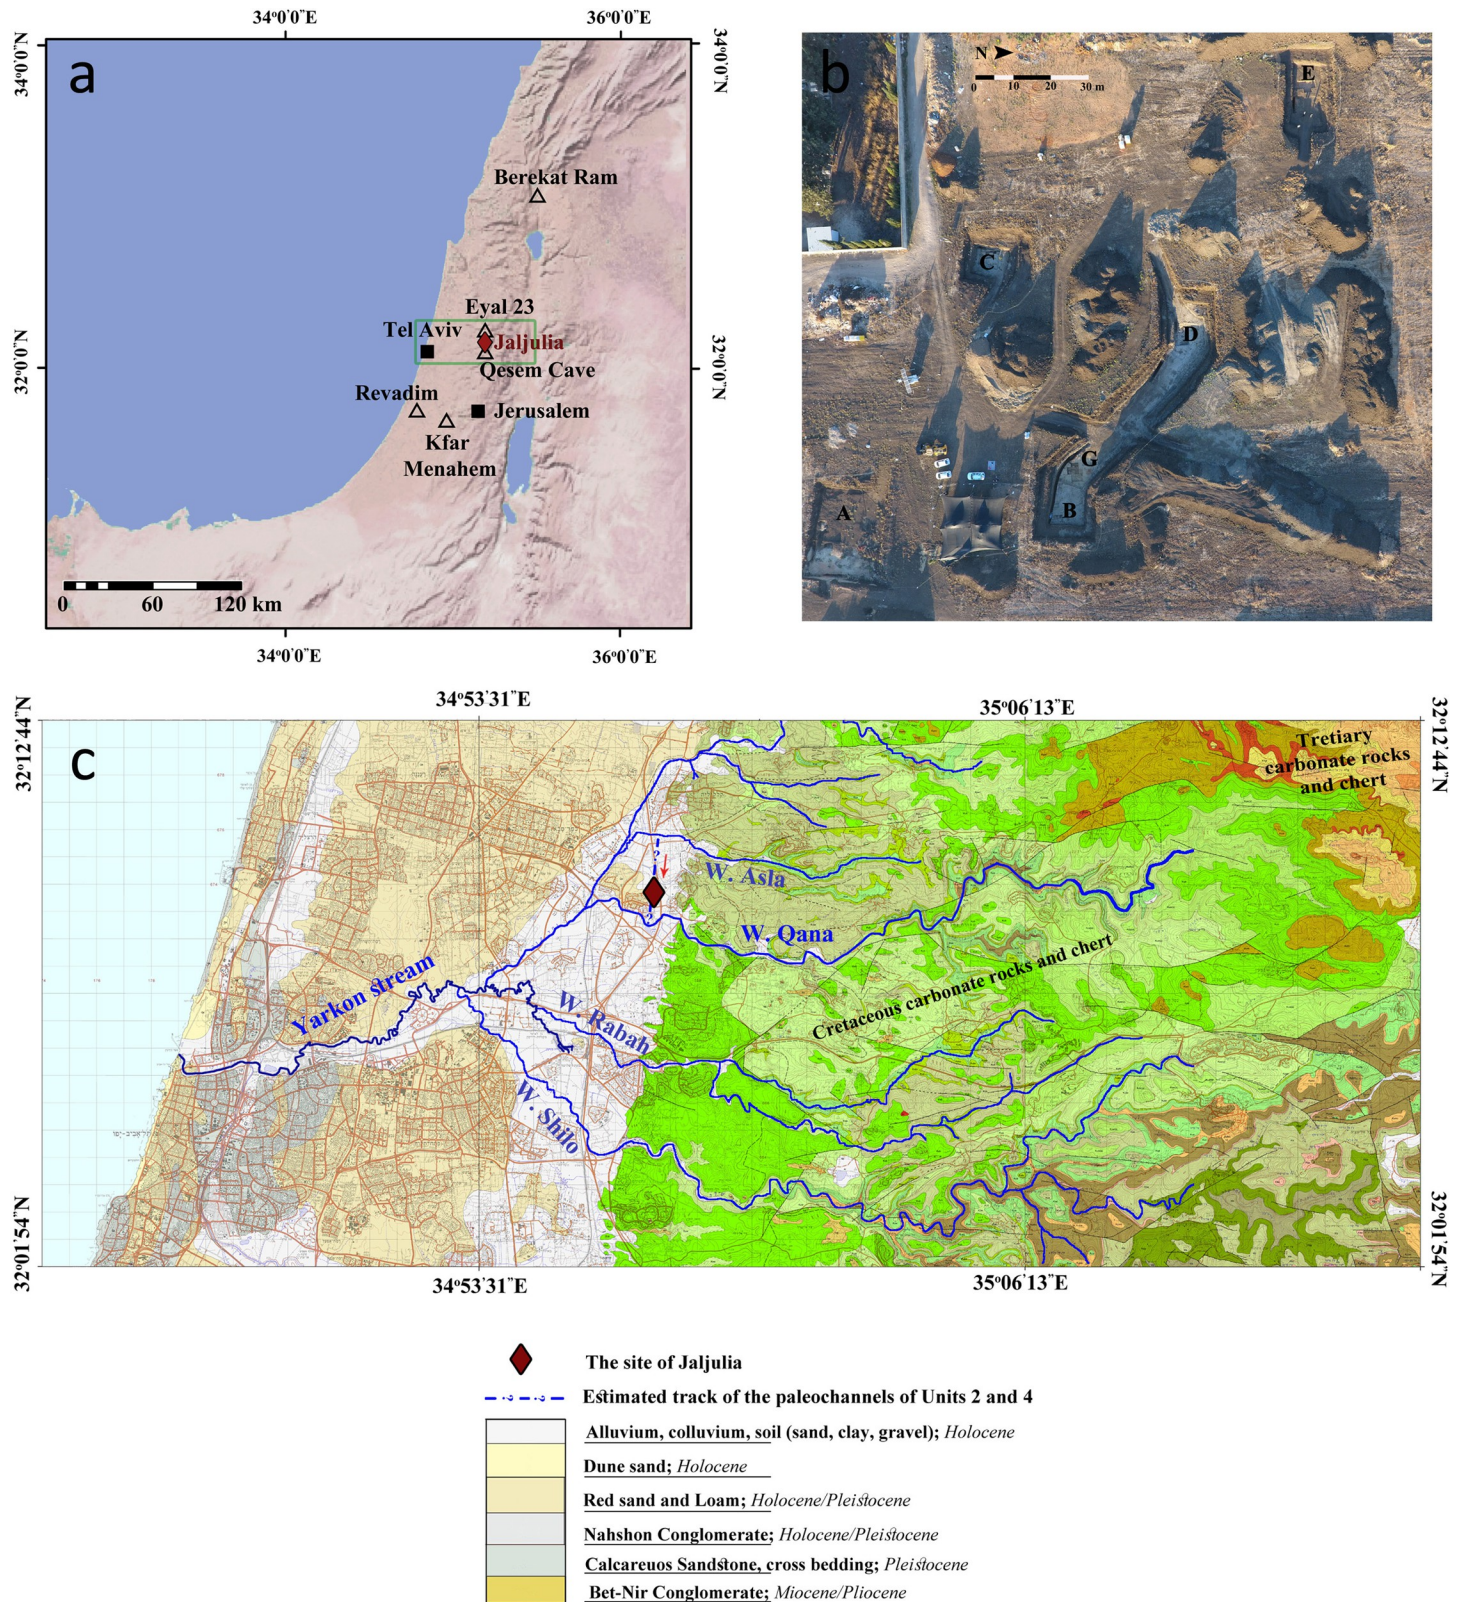 34°0'0"E 36°0'0"E
34°0'0"N 34°0'0"N
a
Berekat Ram
Eyal 23
Tel Aviv
Jaljulia
32°0'0"N 32°0'0"N
Qesem Cave
Revadim
Jerusalem
Kfar
Menahem
0 60 120 km
34°0'0"E 36°0'0"E
b
N
0 10 20 30 m
E
C
D
G
B
A
34°53'31"E 35°06'13"E
32°12'44"N 32°12'44"N
c
Tretiary
carbonate rocks
and chert
?
W. Asla
?
W. Qana
Cretaceous carbonate rocks and chert
Yarkon stream
W. Rabah
W. Shilo
32°01'54"N 32°01'54"N
34°53'31"E 35°06'13"E
The site of Jaljulia
? ? Estimated track of the paleochannels of Units 2 and 4
Alluvium, colluvium, soil (sand, clay, gravel); Holocene
Dune sand; Holocene
Red sand and Loam; Holocene/Pleistocene
Nahshon Conglomerate; Holocene/Pleistocene
Calcareuos Sandstone, cross bedding; Pleistocene
Bet-Nir Conglomerate; Miocene/Pliocene